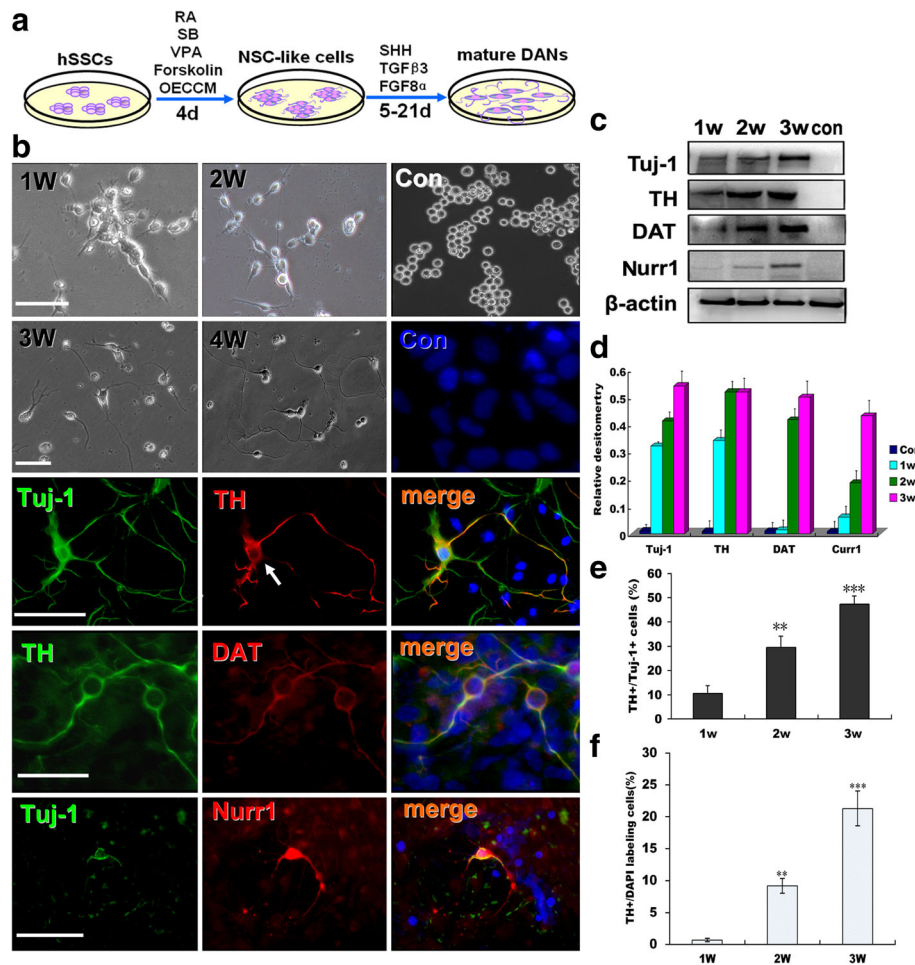 a
hSSCs
RA
SB
VPA
Forskolin
OECCM
4d
NSC-like cells
SHH
TGFβ3
FGF8α
5-21d
mature DANs
b
1W
2W
Con
3W
4W
Con
Tuj-1
TH
merge
TH
DAT
merge
Tuj-1
Nurr1
merge
c
1w 2w 3w con
Tuj-1
TH
DAT
Nurr1
β-actin
d
Relative desitomertry
0.6
0.5
0.4
0.3
0.2
0.1
0
Tuj-1 TH DAT Curr1
Con
1w
2w
3w
e
TH+/Tuj-1+ cells (%)
60
50
40
30
20
10
0
**
***
1w 2w 3w
f
TH+/DAPI labeling cells(%)
30
25
20
15
10
5
0
**
***
1W 2W 3W